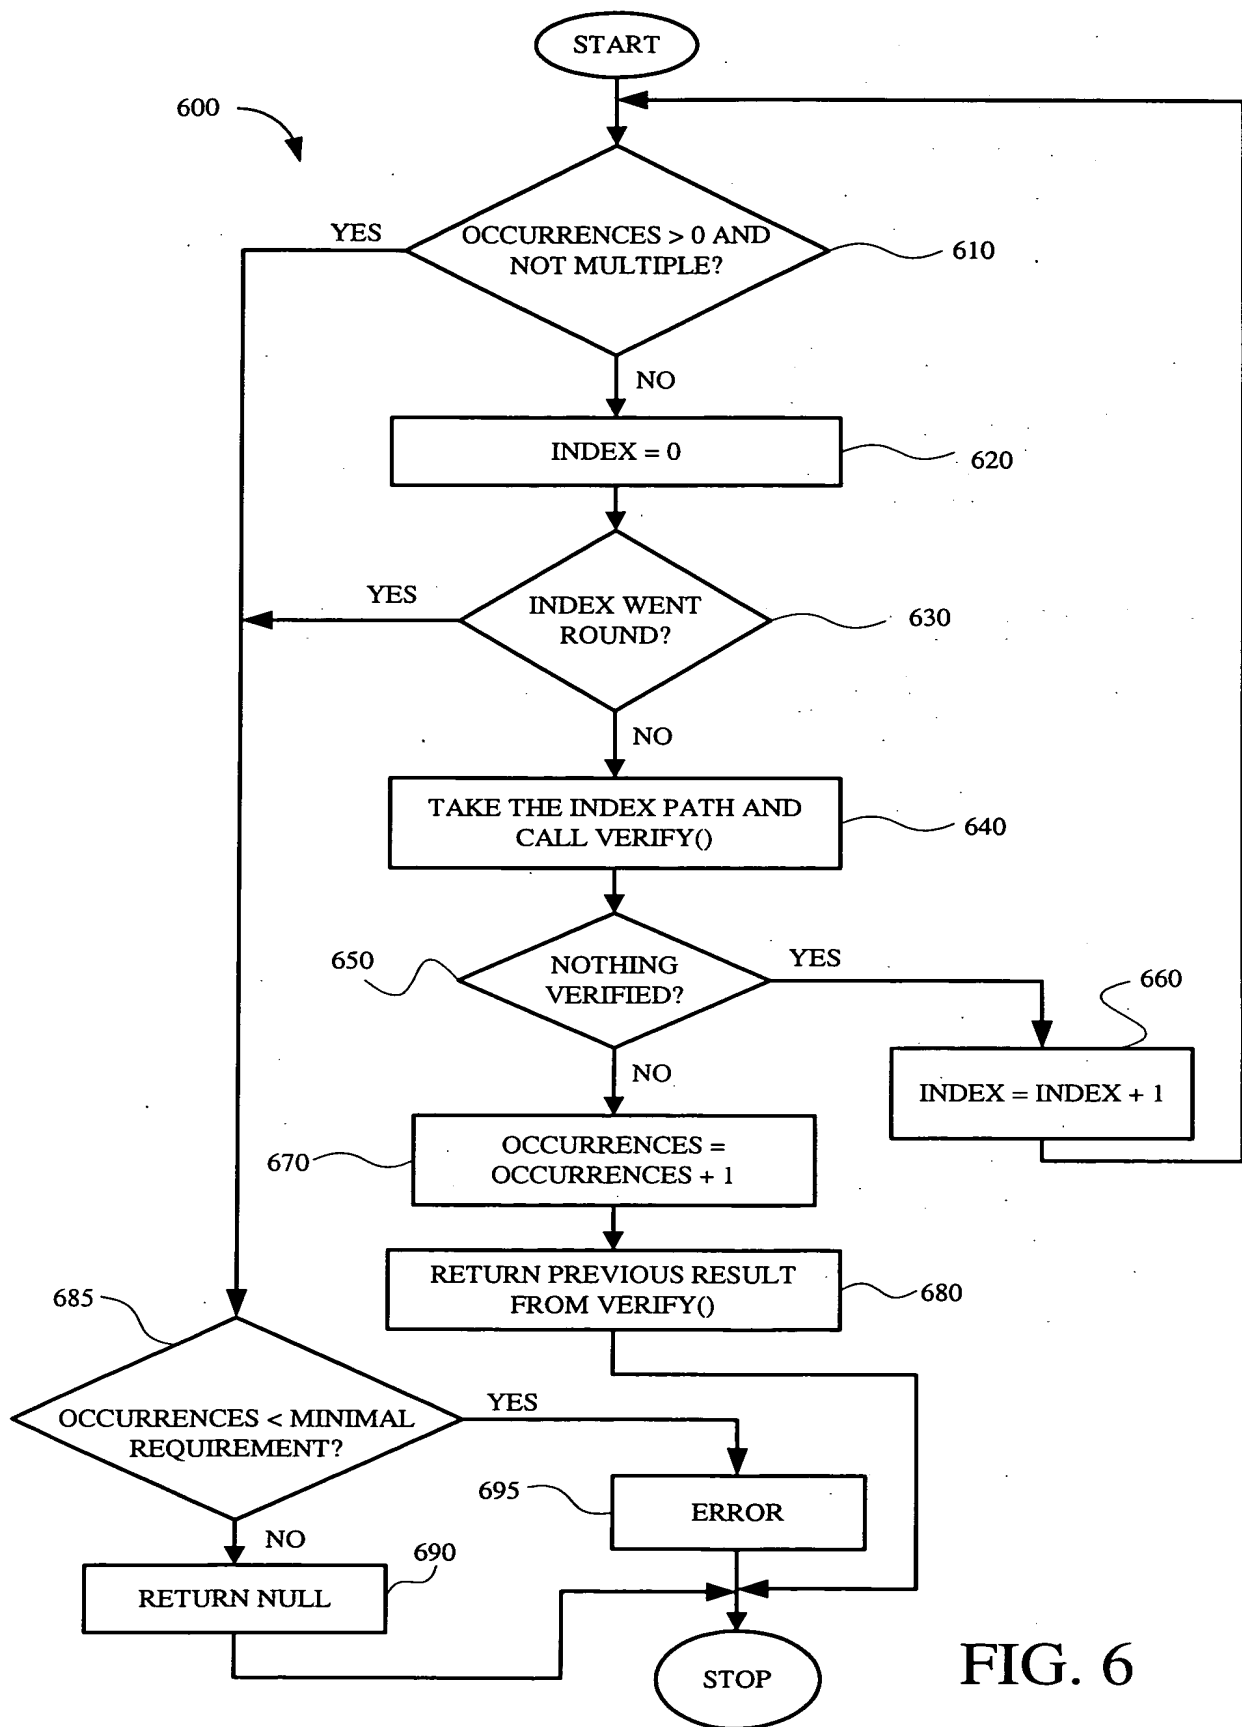 START
600
YES
OCCURRENCES > 0 AND
NOT MULTIPLE?
610
NO
INDEX = 0
620
YES
INDEX WENT
ROUND?
630
NO
TAKE THE INDEX PATH AND
CALL VERIFY()
640
650
NOTHING
VERIFIED?
YES
660
NO
INDEX = INDEX + 1
670
OCCURRENCES =
OCCURRENCES + 1
RETURN PREVIOUS RESULT
FROM VERIFY()
680
685
OCCURRENCES < MINIMAL
REQUIREMENT?
YES
695
ERROR
NO
690
RETURN NULL
STOP
FIG. 6